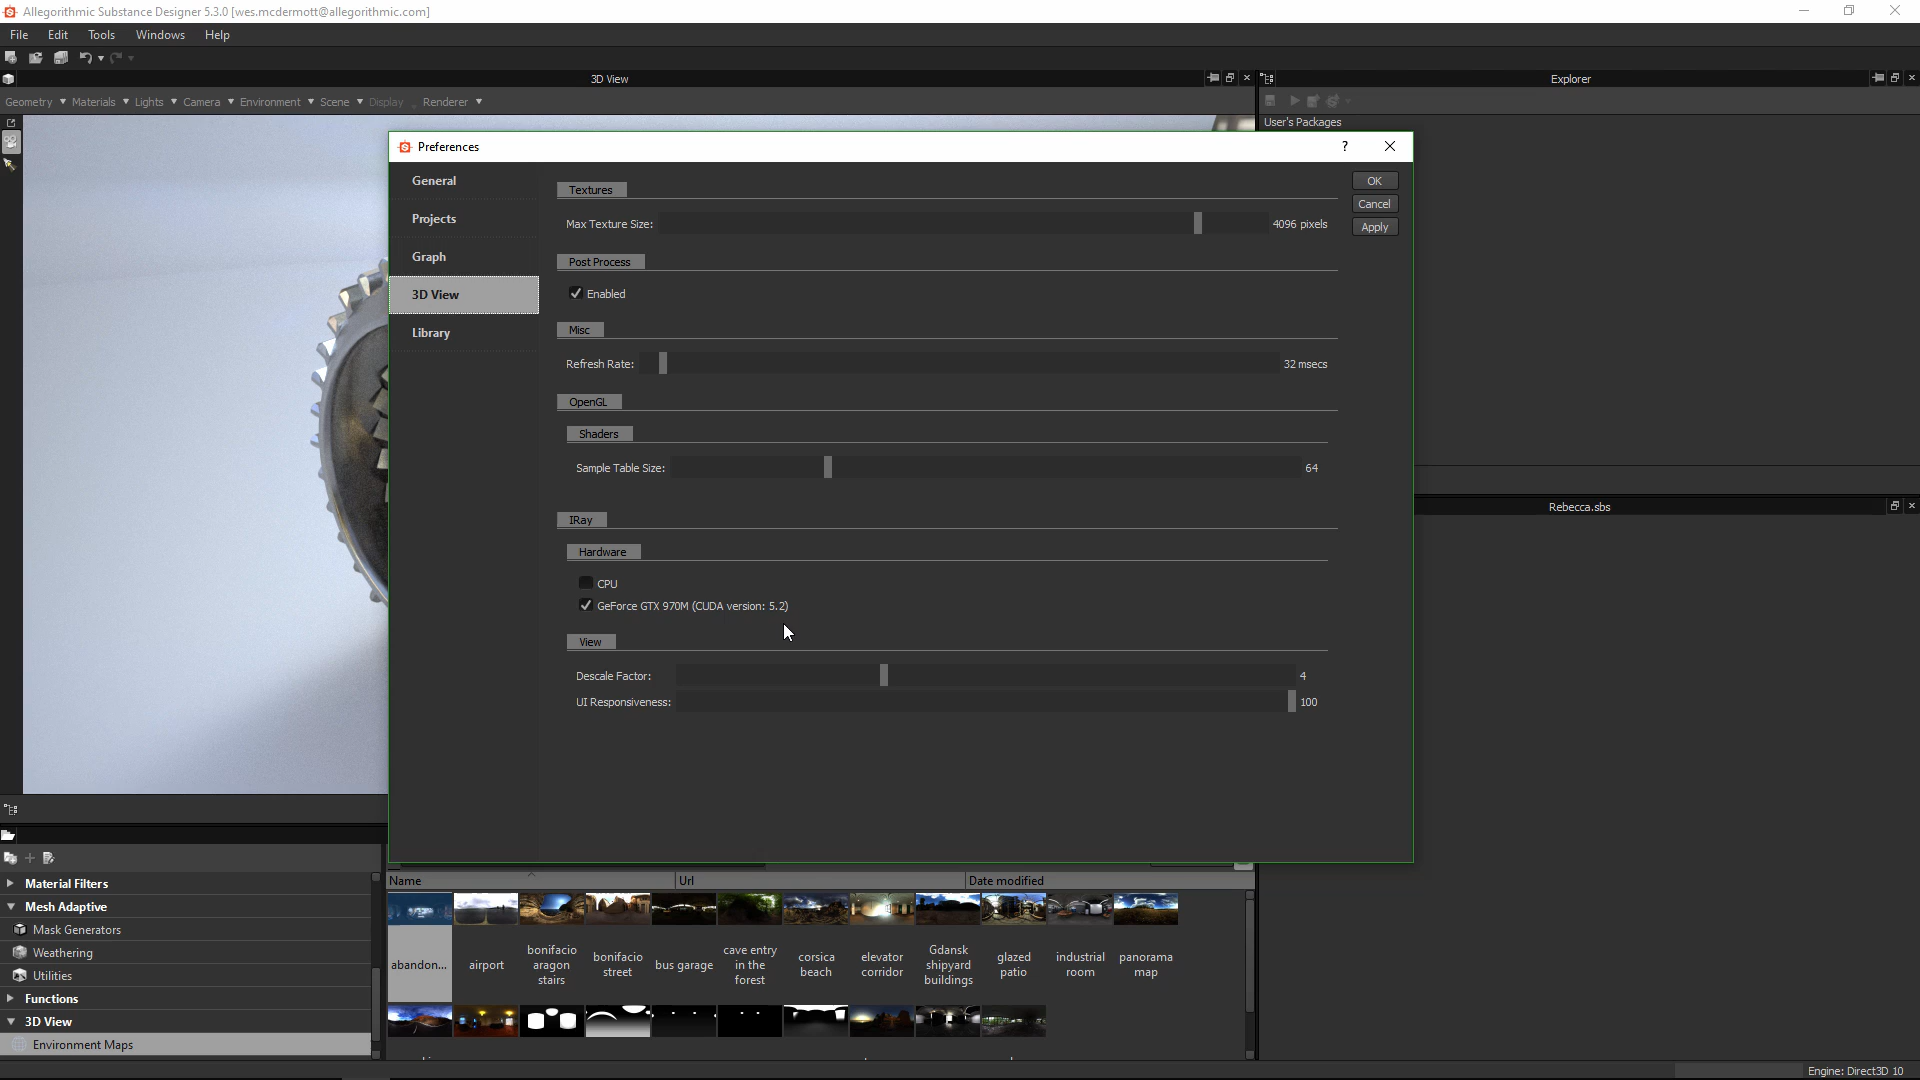 Allegorithmic Substance Designer 5.3.0 [wes.mcdermott@allegorithmic.com]
File Edit Tools Windows Help
3D View
Explorer
Geometry Materials Lights Camera Environment Scene Display Renderer
User's Packages
Preferences
?
General
Projects
Graph
3D View
Library
Textures
Max Texture Size: 4096 pixels
Post Process
Enabled
Misc
Refresh Rate: 32 msecs
OpenGL
Shaders
Sample Table Size: 64
IRay
Hardware
CPU
GeForce GTX 970M (CUDA version: 5.2)
View
Descale Factor: 4
UI Responsiveness: 100
OK
Cancel
Apply
Rebecca.sbs
Material Filters
Mesh Adaptive
Mask Generators
Weathering
Utilities
Functions
3D View
Environment Maps
Name Url Date modified
abandon...
airport
bonifacio
aragon
stairs
bonifacio
street
bus garage
cave entry
in the
forest
corsica
beach
elevator
corridor
Gdansk
shipyard
buildings
glazed
patio
industrial
room
panorama
map
Engine: Direct3D 10